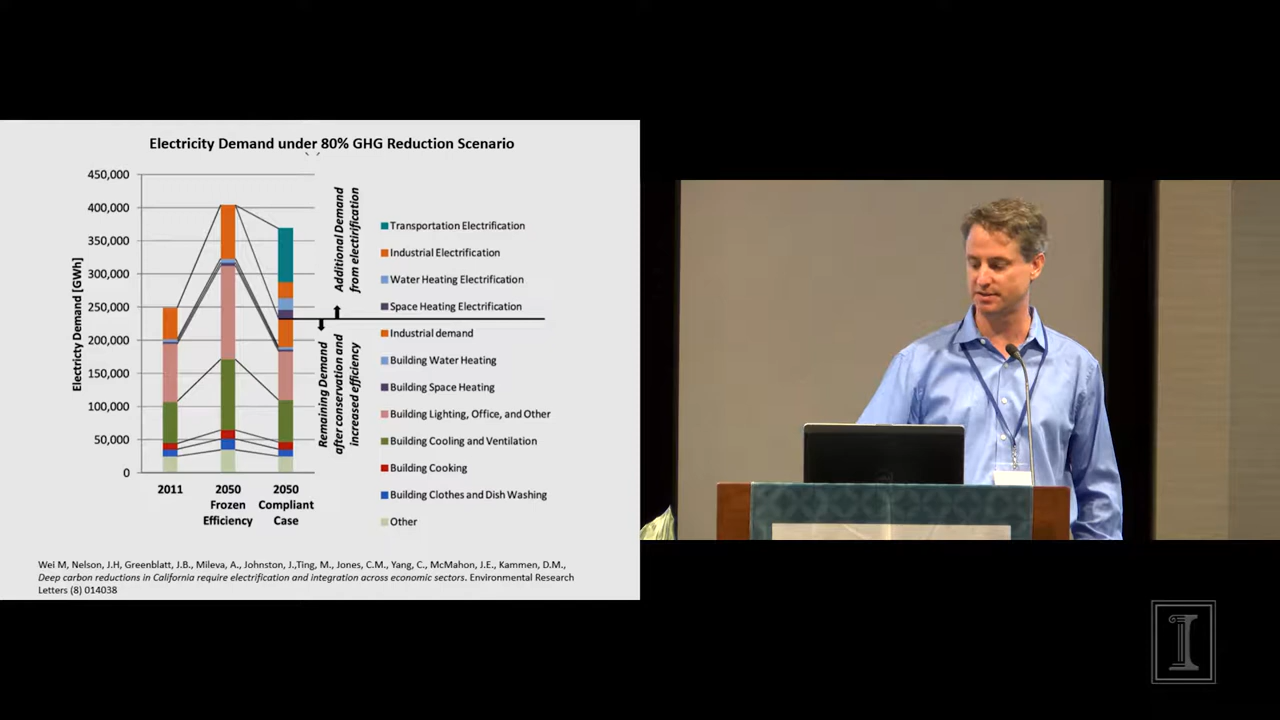 Electricity Demand under 80% GHG Reduction Scenario
450,000
400,000
350,000
300,000
250,000
200,000
150,000
100,000
50,000
0
Electricty Demand [GWh]
2011
2050
Frozen
Efficiency
2050
Compliant
Case
Additional Demand
from electirification
Remaining Demand
after conservation and
increased efficiency
Transportation Electrification
Industrial Electrification
Water Heating Electrification
Space Heating Electrification
Industrial demand
Building Water Heating
Building Space Heating
Building Lighting, Office, and Other
Building Cooling and Ventilation
Building Cooking
Building Clothes and Dish Washing
Other
Wei M, Nelson, J.H, Greenblatt, J.B., Mileva, A., Johnston, J.,Ting, M., Jones, C.M., Yang, C., McMahon, J.E., Kammen, D.M.,
Deep carbon reductions in California require electrification and integration across economic sectors. Environmental Research
Letters (8) 014038
I